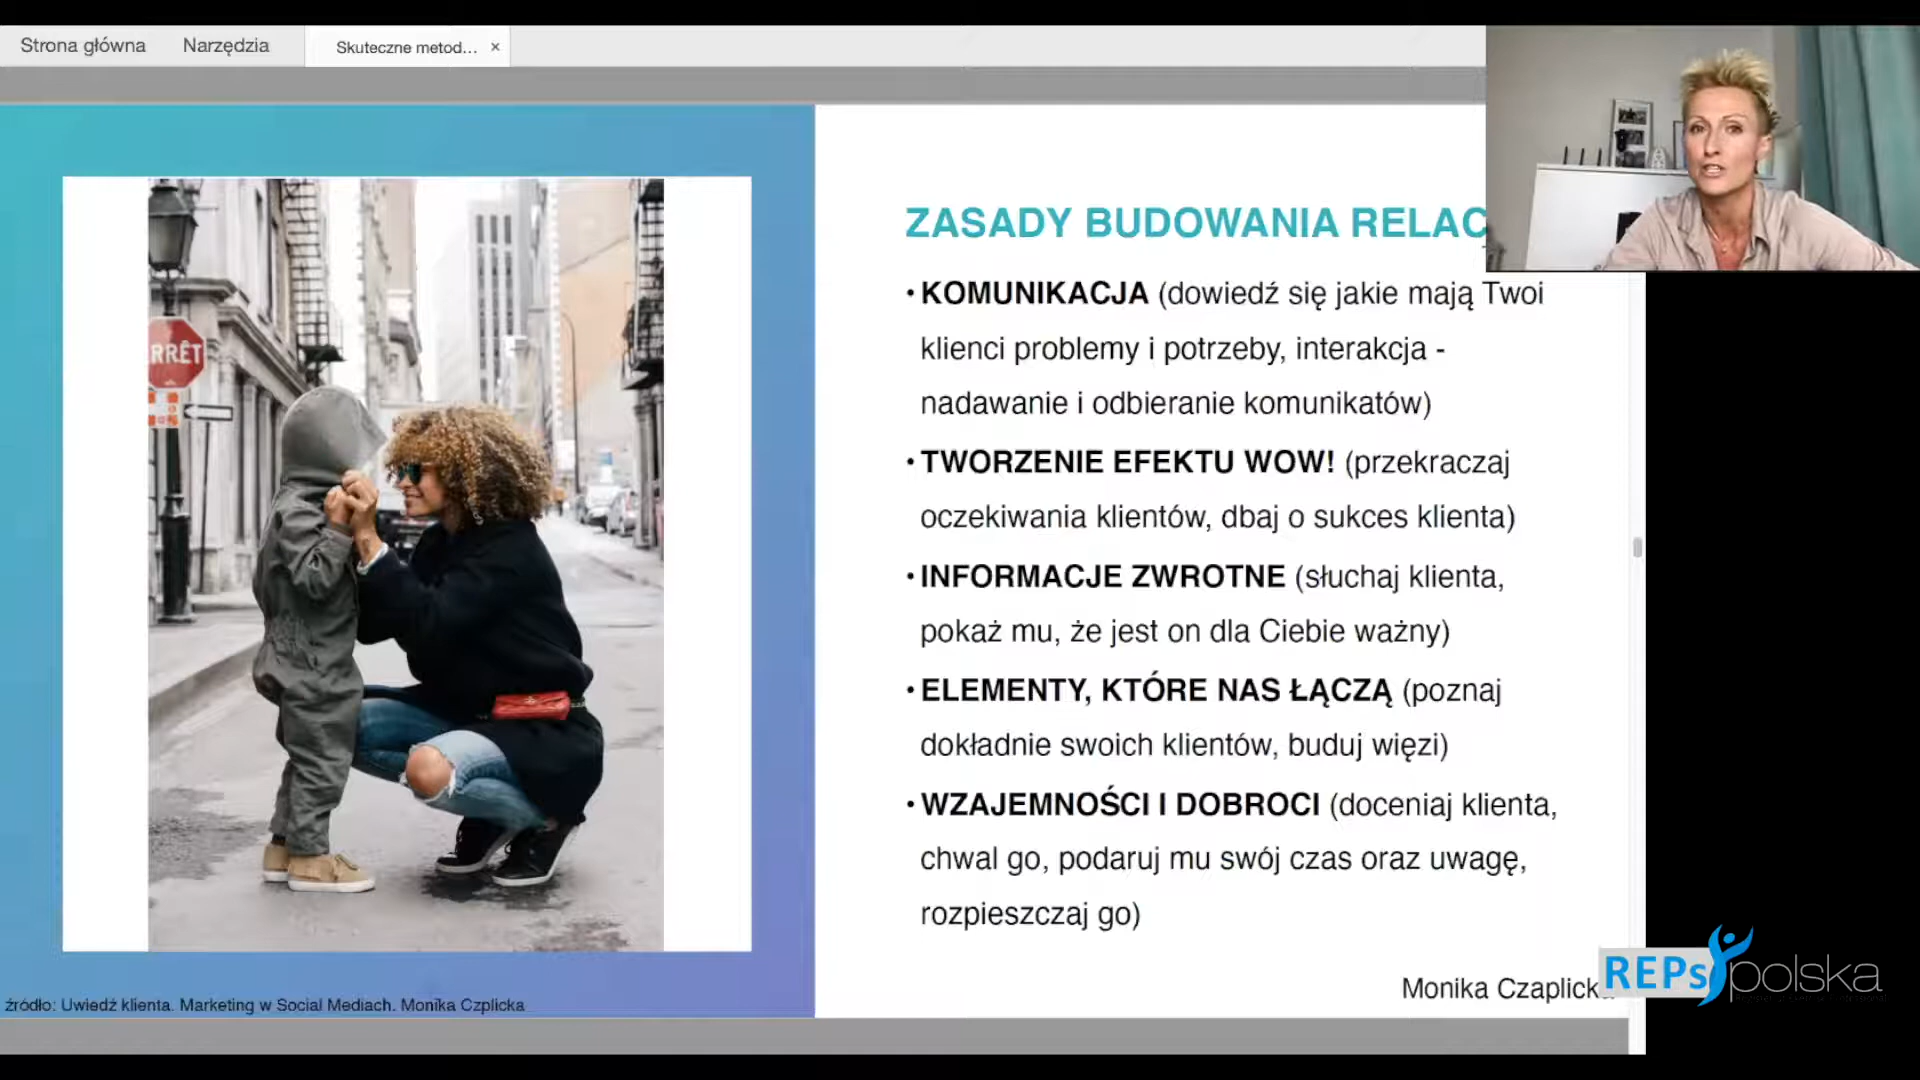 Strona główna Narzędzia Skuteczne metod... ×
ARRÊT
ZASADY BUDOWANIA RELAC
• KOMUNIKACJA (dowiedź się jakie mają Twoi
klienci problemy i potrzeby, interakcja -
nadawanie i odbieranie komunikatów)
• TWORZENIE EFEKTU WOW! (przekraczaj
oczekiwania klientów, dbaj o sukces klienta)
• INFORMACJE ZWROTNE (słuchaj klienta,
pokaż mu, że jest on dla Ciebie ważny)
• ELEMENTY, KTÓRE NAS ŁĄCZĄ (poznaj
dokładnie swoich klientów, buduj więzi)
• WZAJEMNOŚCI I DOBROCI (doceniaj klienta,
chwal go, podaruj mu swój czas oraz uwagę,
rozpieszczaj go)
Monika Czaplicka
REPs polska
źródło: Uwiedź klienta. Marketing w Social Mediach. Monika Czplicka